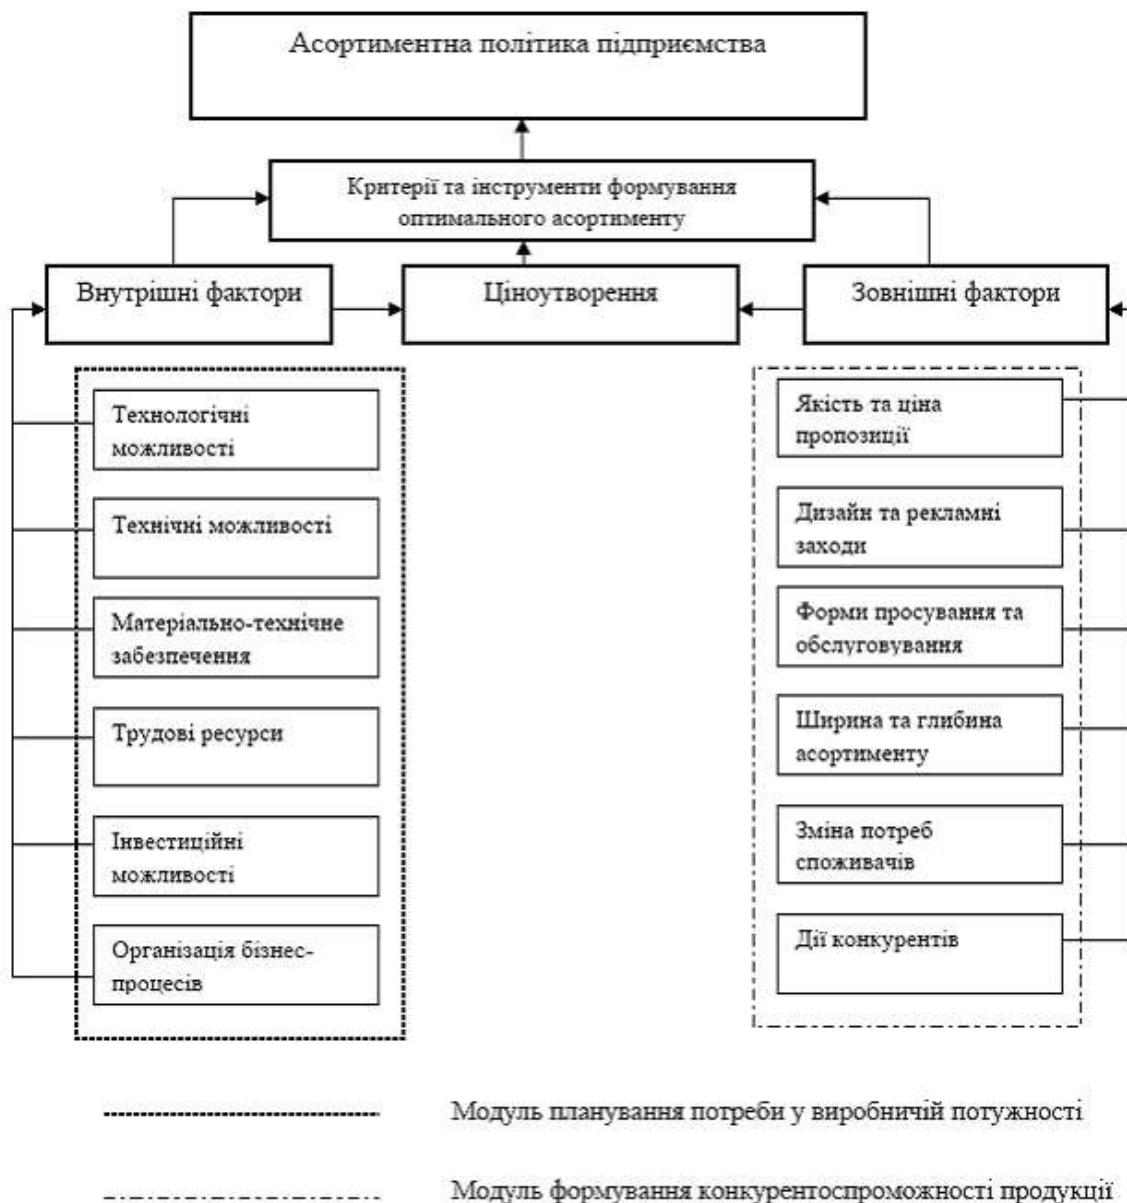 Асортиментна політика підприємства
Критерії та інструменти формування
оптимального асортименту
Внутрішні фактори
Ціноутворення
Зовнішні фактори
Технологічні
можливості
Технічні можливості
Матеріально-технічне
забезпечення
Трудові ресурси
Інвестиційні
можливості
Організація бізнес-
процесів
Якість та ціна
пропозиції
Дизайн та рекламні
заходи
Форми просування та
обслуговування
Ширина та глибина
асортименту
Зміна потреб
споживачів
Дії конкурентів
Модуль планування потреби у виробничій потужності
Модуль формування конкурентоспроможності продукції